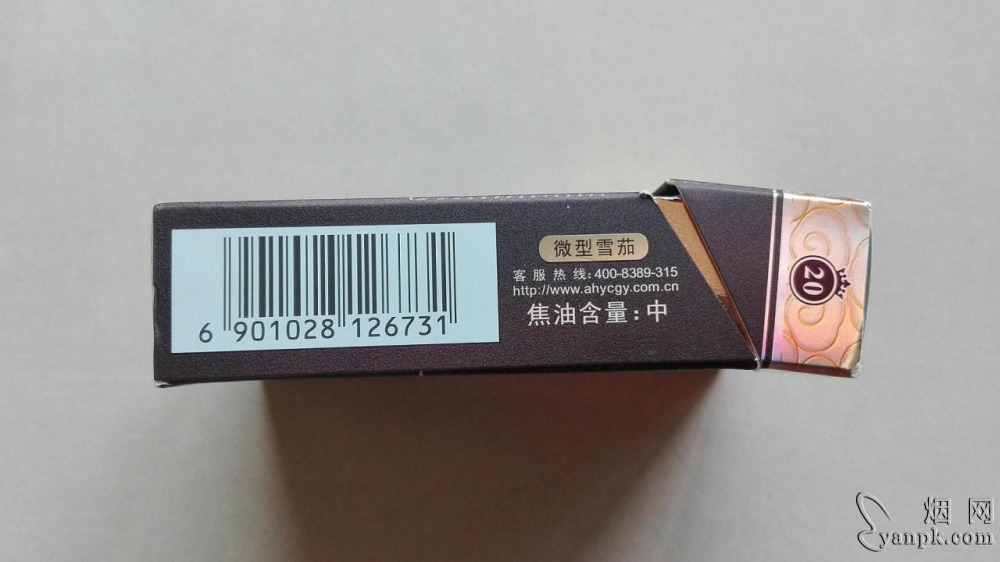 微型雪茄
客服热线:400-8389-315
http://www.ahycgy.com.cn
焦油含量:中
6 901028 126731
20
烟网
yanpk.com